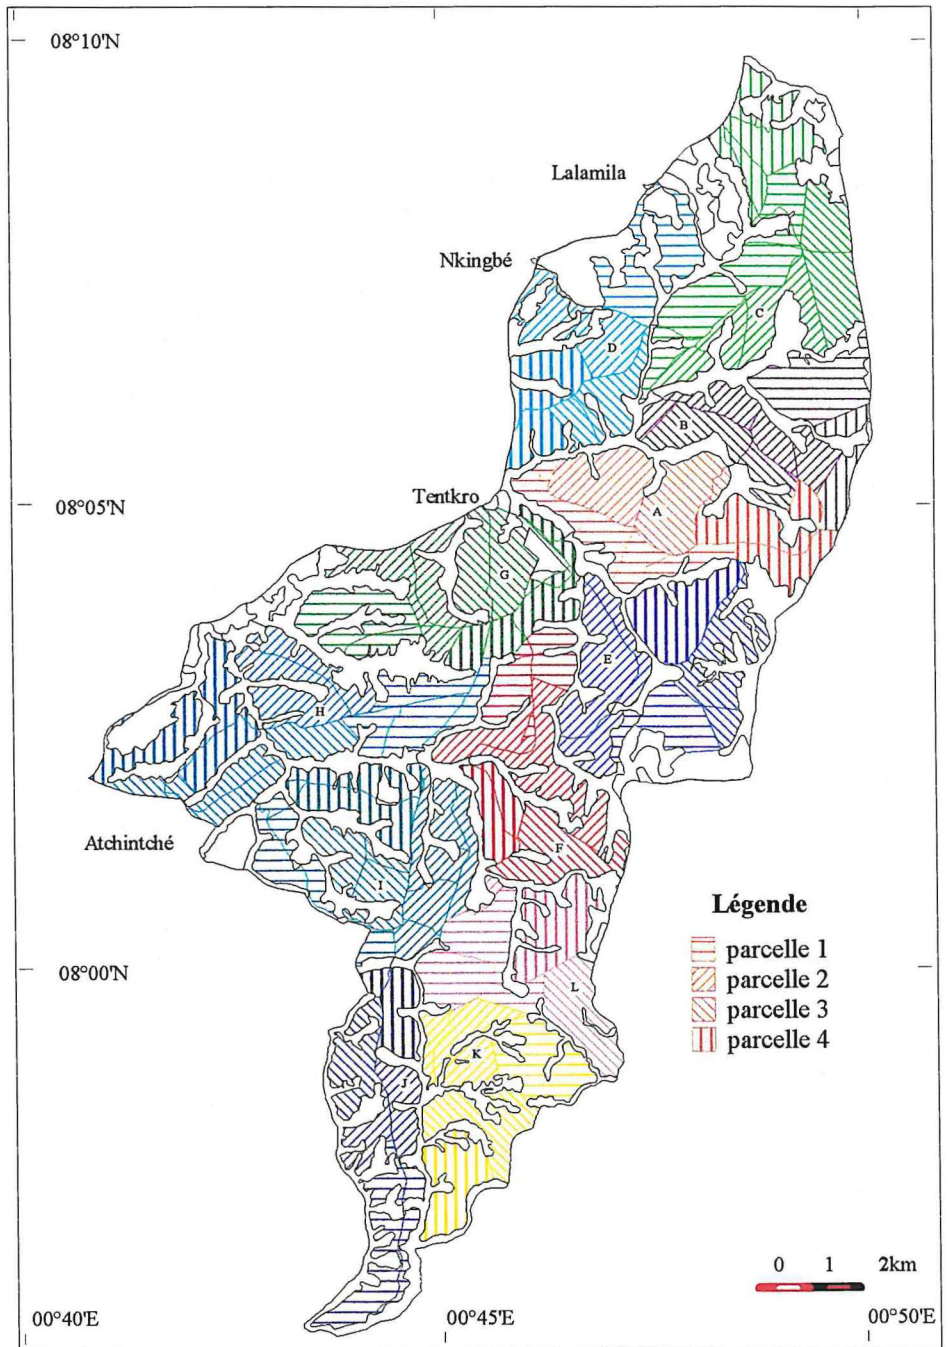 08°10'N
Lalamila
Nkingbé
C
D
B
Tentkro
08°05'N
A
G
E
H
Atchintché
F
I
Légende
parcelle 1
08°00'N
parcelle 2
L
parcelle 3
parcelle 4
K
J
0 1 2km
00°40'E
00°45'E
00°50'E